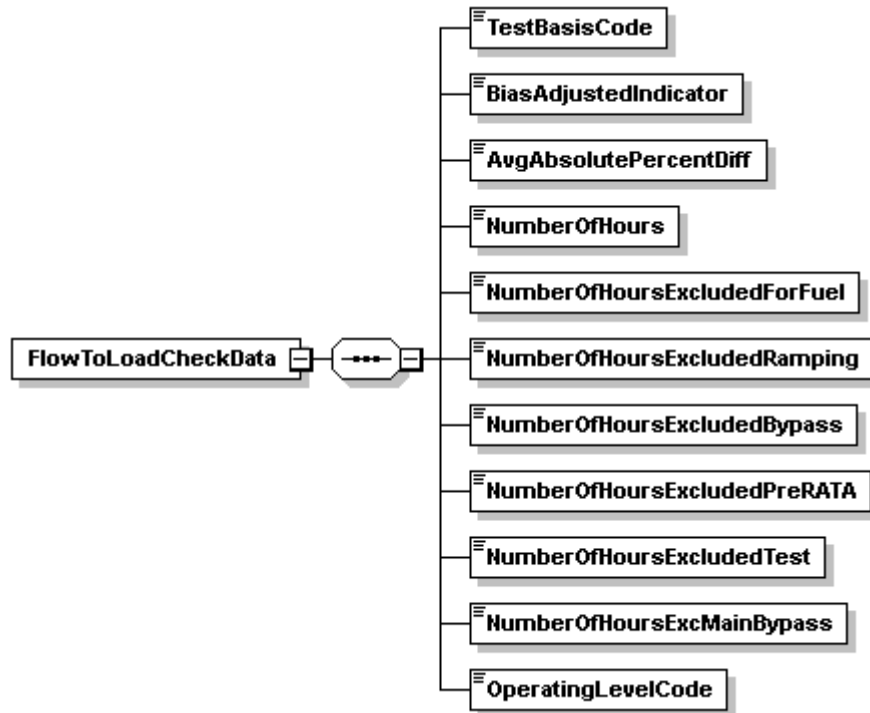 TestBasisCode
BiasAdjustedIndicator
AvgAbsolutePercentDiff
NumberOfHours
NumberOfHoursExcludedForFuel
FlowToLoadCheckData
NumberOfHoursExcludedRamping
NumberOfHoursExcludedBypass
NumberOfHoursExcludedPreRATA
NumberOfHoursExcludedTest
NumberOfHoursExcMainBypass
OperatingLevelCode